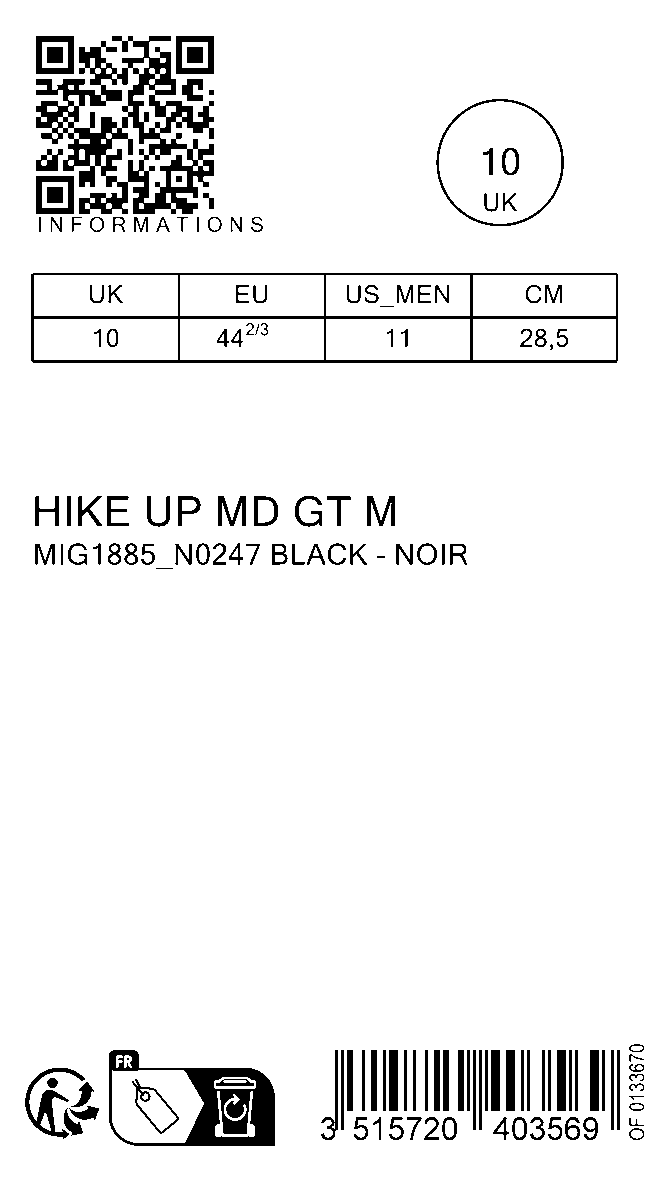 INFORMATIONS
10
UK
UK EU US_MEN CM
10 44 2/3 11 28,5
HIKE UP MD GT M
MIG1885_N0247 BLACK - NOIR
FR
3 515720 403569
OF 0133670